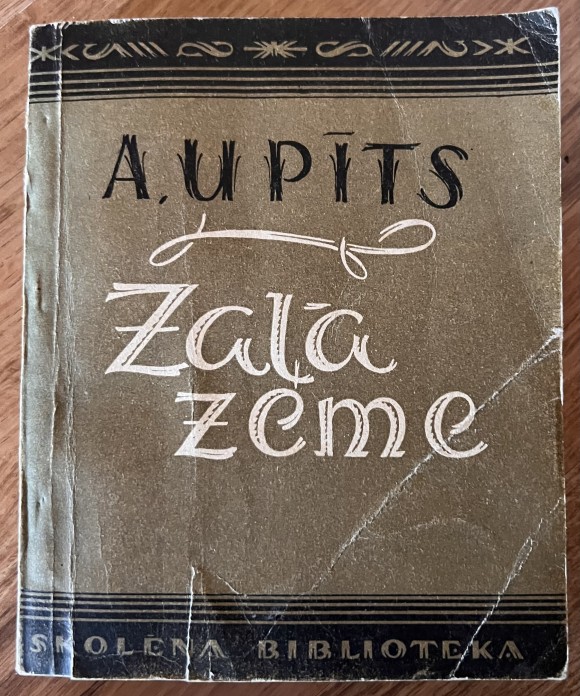 A. UPĪTS
Zaļā
zeme
SKOLĒNA BIBLIOTEKA